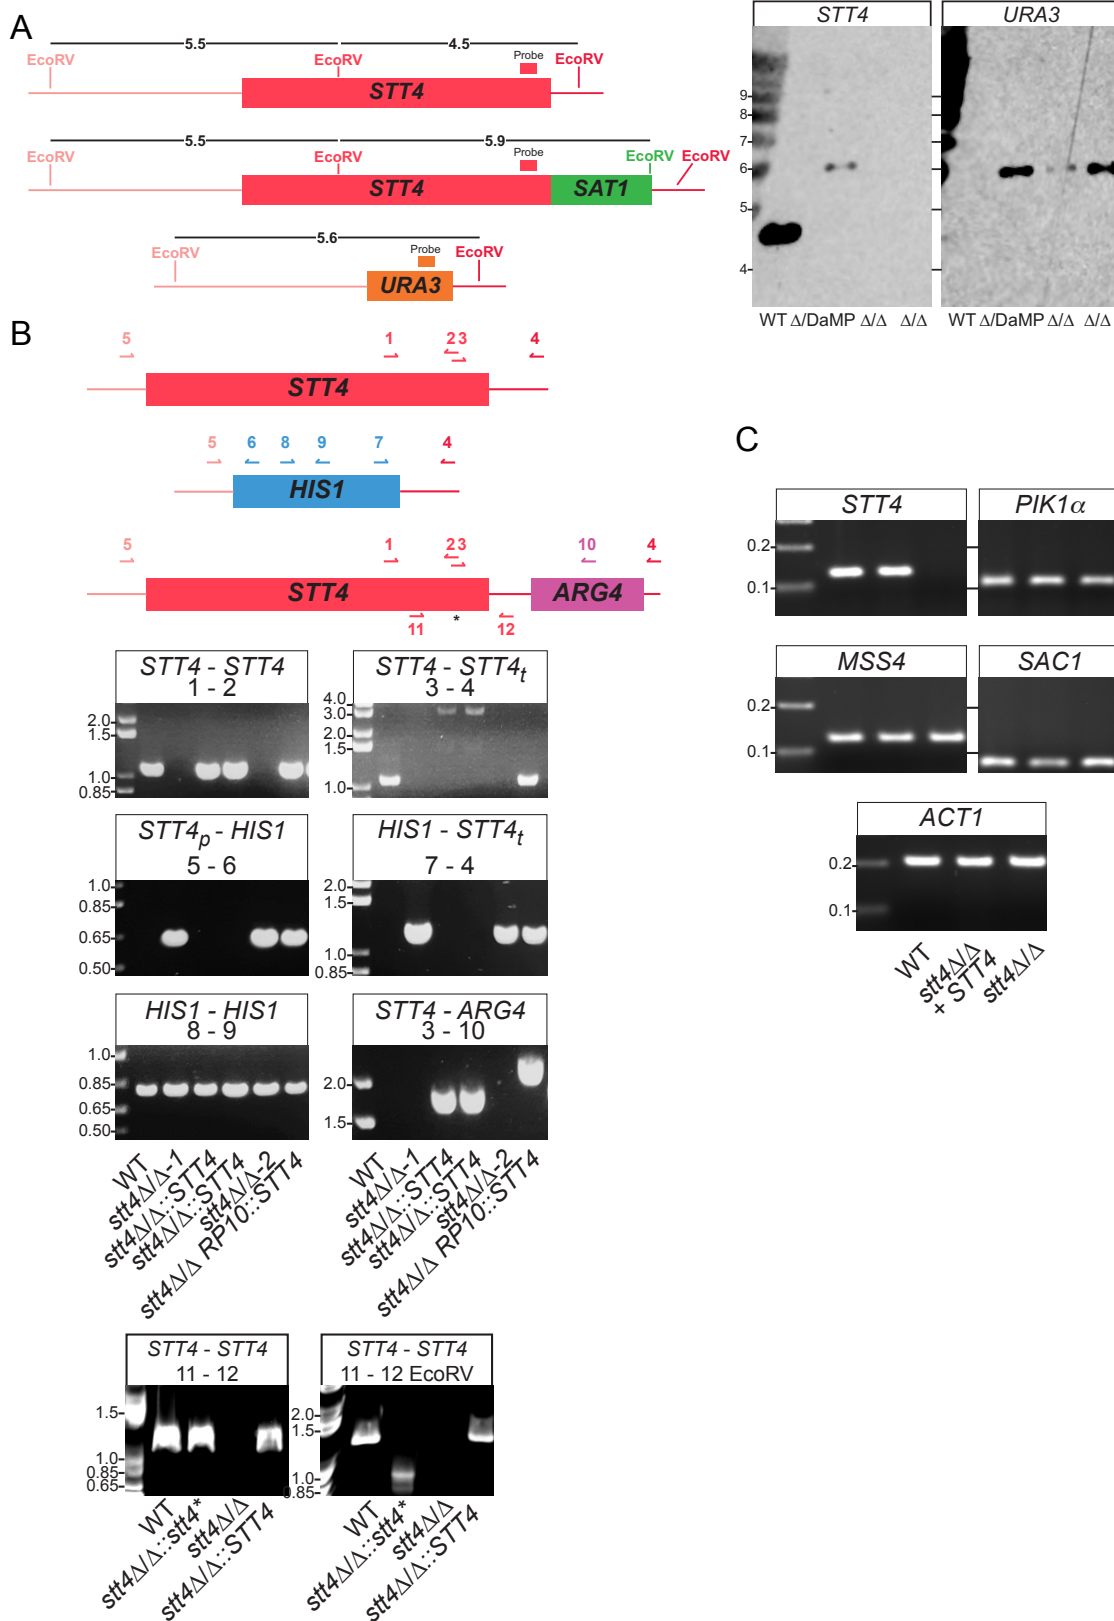 A
5.5
4.5
EcoRV
EcoRV
Probe
EcoRV
STT4
5.5
5.9
EcoRV
EcoRV
Probe
EcoRV
EcoRV
STT4
SAT1
5.6
EcoRV
Probe
EcoRV
URA3
STT4
URA3
9
8
7
6
5
4
WT Δ/DaMP Δ/Δ Δ/Δ
WT Δ/DaMP Δ/Δ Δ/Δ
B
5
1
2
3
4
STT4
5
6
8
9
7
4
HIS1
5
1
2
3
10
4
STT4
ARG4
11
*
12
STT4 - STT4
1 - 2
2.0
1.5
1.0
0.85
STT4 - STT4t
3 - 4
4.0
3.0
2.0
1.5
1.0
STT4p - HIS1
5 - 6
1.0
0.85
0.65
0.50
HIS1 - STT4t
7 - 4
2.0
1.5
1.0
0.85
HIS1 - HIS1
8 - 9
1.0
0.85
0.65
0.50
STT4 - ARG4
3 - 10
2.0
1.5
WT
stt4Δ/Δ-1
stt4Δ/Δ::STT4
stt4Δ/Δ::STT4
stt4Δ/Δ-2
stt4Δ/Δ RP10::STT4
WT
stt4Δ/Δ-1
stt4Δ/Δ::STT4
stt4Δ/Δ::STT4
stt4Δ/Δ-2
stt4Δ/Δ RP10::STT4
STT4 - STT4
11 - 12
1.5
1.0
0.85
0.65
WT
stt4Δ/Δ::stt4*
stt4Δ/Δ
stt4Δ/Δ::STT4
STT4 - STT4
11 - 12 EcoRV
2.0
1.5
1.0
0.85
WT
stt4Δ/Δ::stt4*
stt4Δ/Δ
stt4Δ/Δ::STT4
C
STT4
PIK1α
0.2
0.1
MSS4
SAC1
0.2
0.1
ACT1
0.2
0.1
WT
stt4Δ/Δ
+ STT4
stt4Δ/Δ